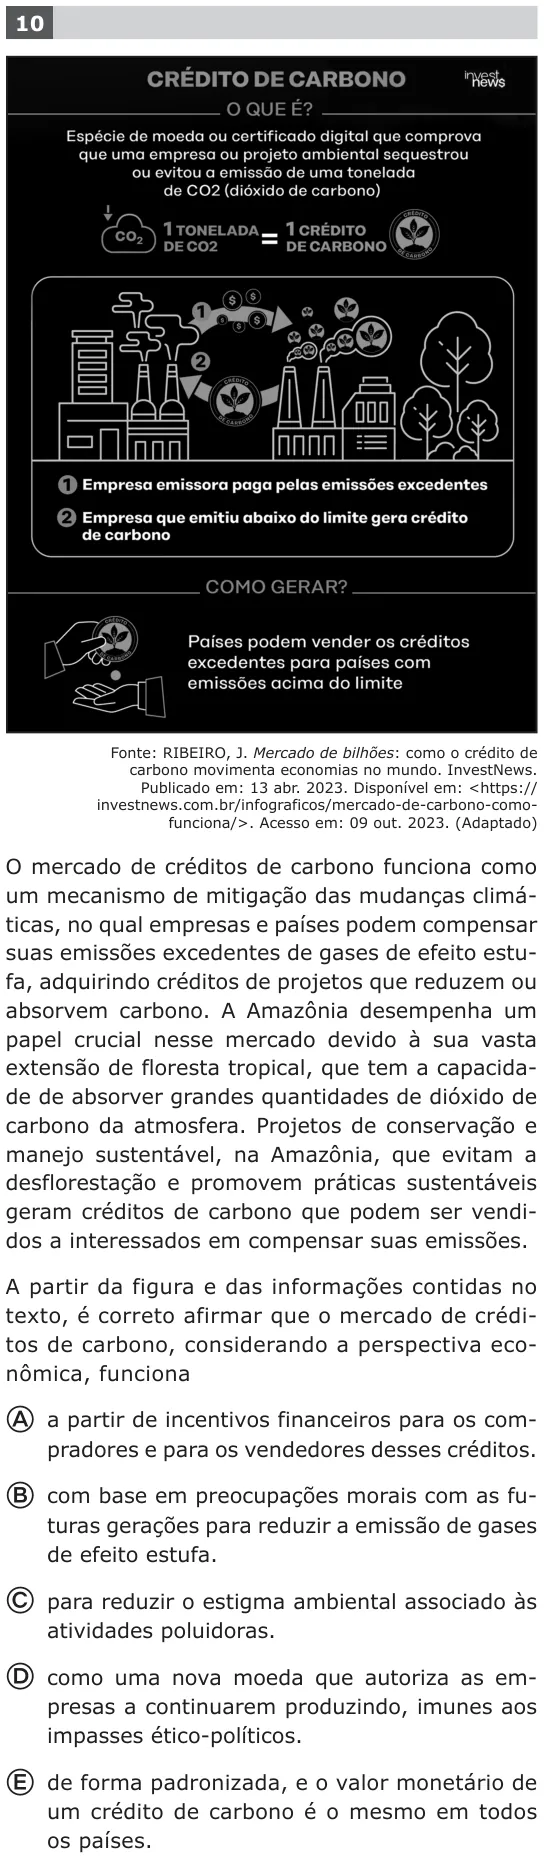 10
CRÉDITO DE CARBONO
invest
news
O QUE É?
Espécie de moeda ou certificado digital que comprova
que uma empresa ou projeto ambiental sequestrou
ou evitou a emissão de uma tonelada
de CO2 (dióxido de carbono)
CO₂
1 TONELADA
DE CO2
=
1 CRÉDITO
DE CARBONO
CRÉDITO
DE CARBONO
1
$ $
$ $
2
CRÉDITO
DE CARBONO
1 Empresa emissora paga pelas emissões excedentes
2 Empresa que emitiu abaixo do limite gera crédito
de carbono
COMO GERAR?
CRÉDITO
DE CARBONO
Países podem vender os créditos
excedentes para países com
emissões acima do limite
Fonte: RIBEIRO, J. Mercado de bilhões: como o crédito de
carbono movimenta economias no mundo. InvestNews.
Publicado em: 13 abr. 2023. Disponível em: <https://
investnews.com.br/infograficos/mercado-de-carbono-como-
funciona/>. Acesso em: 09 out. 2023. (Adaptado)
O mercado de créditos de carbono funciona como
um mecanismo de mitigação das mudanças climá-
ticas, no qual empresas e países podem compensar
suas emissões excedentes de gases de efeito estu-
fa, adquirindo créditos de projetos que reduzem ou
absorvem carbono. A Amazônia desempenha um
papel crucial nesse mercado devido à sua vasta
extensão de floresta tropical, que tem a capacida-
de de absorver grandes quantidades de dióxido de
carbono da atmosfera. Projetos de conservação e
manejo sustentável, na Amazônia, que evitam a
desflorestação e promovem práticas sustentáveis
geram créditos de carbono que podem ser vendi-
dos a interessados em compensar suas emissões.
A partir da figura e das informações contidas no
texto, é correto afirmar que o mercado de crédi-
tos de carbono, considerando a perspectiva eco-
nômica, funciona
A a partir de incentivos financeiros para os com-
pradores e para os vendedores desses créditos.
B com base em preocupações morais com as fu-
turas gerações para reduzir a emissão de gases
de efeito estufa.
C para reduzir o estigma ambiental associado às
atividades poluidoras.
D como uma nova moeda que autoriza as em-
presas a continuarem produzindo, imunes aos
impasses ético-políticos.
E de forma padronizada, e o valor monetário de
um crédito de carbono é o mesmo em todos
os países.